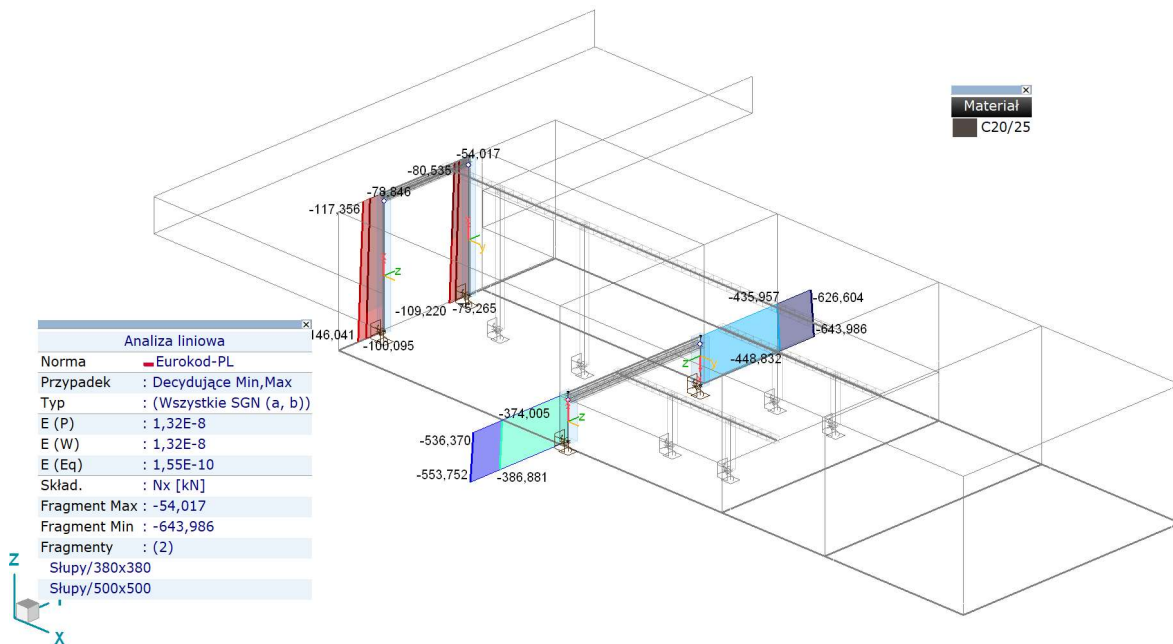 Materiał
C20/25
-54,017
-80,535
-78,846
-117,356
z
y
z
-109,220
-75,265
146,041
-100,095
-435,957
-626,604
-643,986
-448,832
z
y
-374,005
z
-536,370
-553,752
-386,881
Analiza liniowa
Norma Eurokod-PL
Przypadek : Decydujące Min,Max
Typ : (Wszystkie SGN (a, b))
E (P) : 1,32E-8
E (W) : 1,32E-8
E (Eq) : 1,55E-10
Skład. : Nx [kN]
Fragment Max : -54,017
Fragment Min : -643,986
Fragmenty : (2)
Słupy/380x380
Słupy/500x500
Z
X